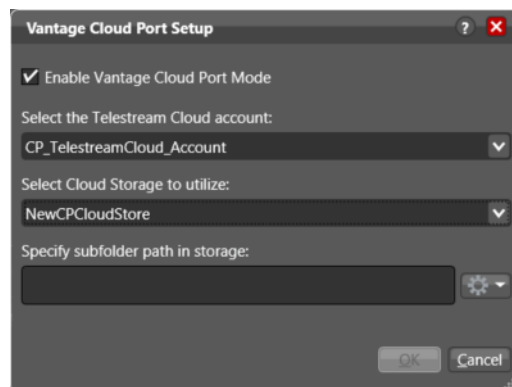 Vantage Cloud Port Setup
?
Enable Vantage Cloud Port Mode
Select the Telestream Cloud account:
CP_TelestreamCloud_Account
Select Cloud Storage to utilize:
NewCPCloudStore
Specify subfolder path in storage:
OK Cancel